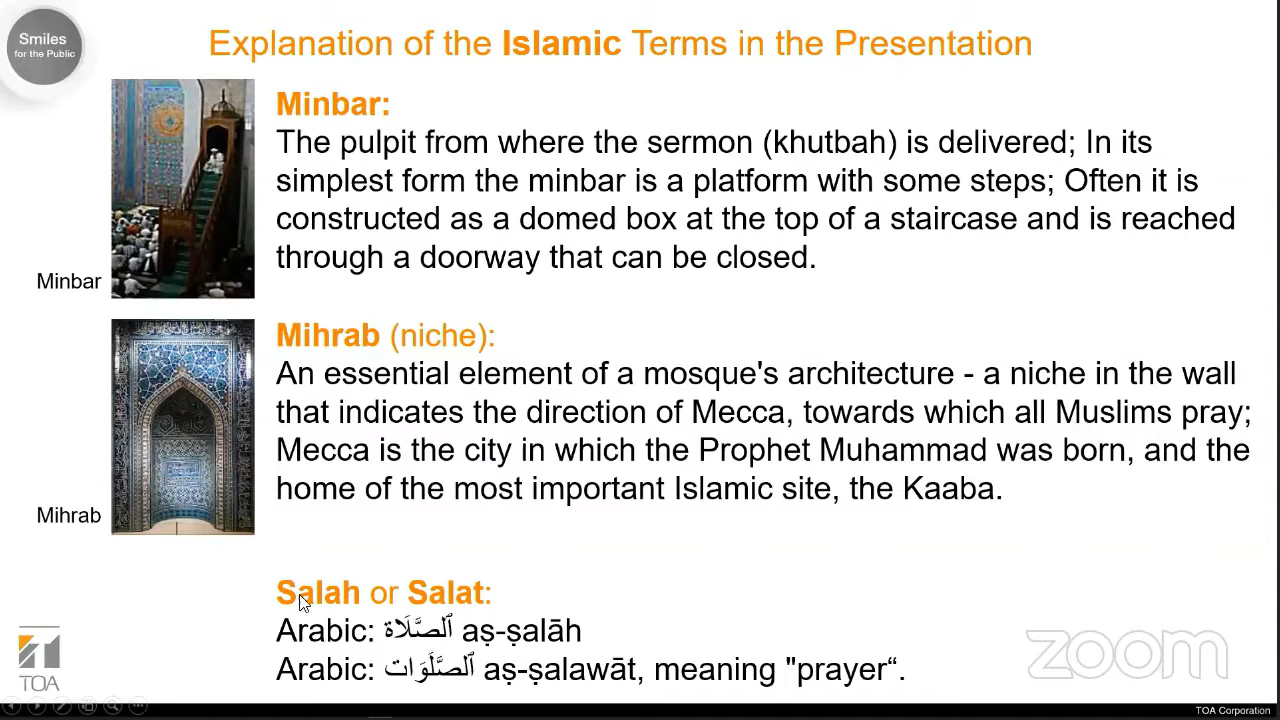 Smiles
for the Public
Explanation of the Islamic Terms in the Presentation
Minbar:
The pulpit from where the sermon (khutbah) is delivered; In its
simplest form the minbar is a platform with some steps; Often it is
constructed as a domed box at the top of a staircase and is reached
through a doorway that can be closed.
Minbar
Mihrab (niche):
An essential element of a mosque's architecture - a niche in the wall
that indicates the direction of Mecca, towards which all Muslims pray;
Mecca is the city in which the Prophet Muhammad was born, and the
home of the most important Islamic site, the Kaaba.
Mihrab
Salah or Salat:
Arabic: ٱلصَّلَاة aṣ-ṣalāh
Arabic: ٱلصَّلَوَات aṣ-ṣalawāt, meaning "prayer“.
TOA
zoom
TOA Corporation